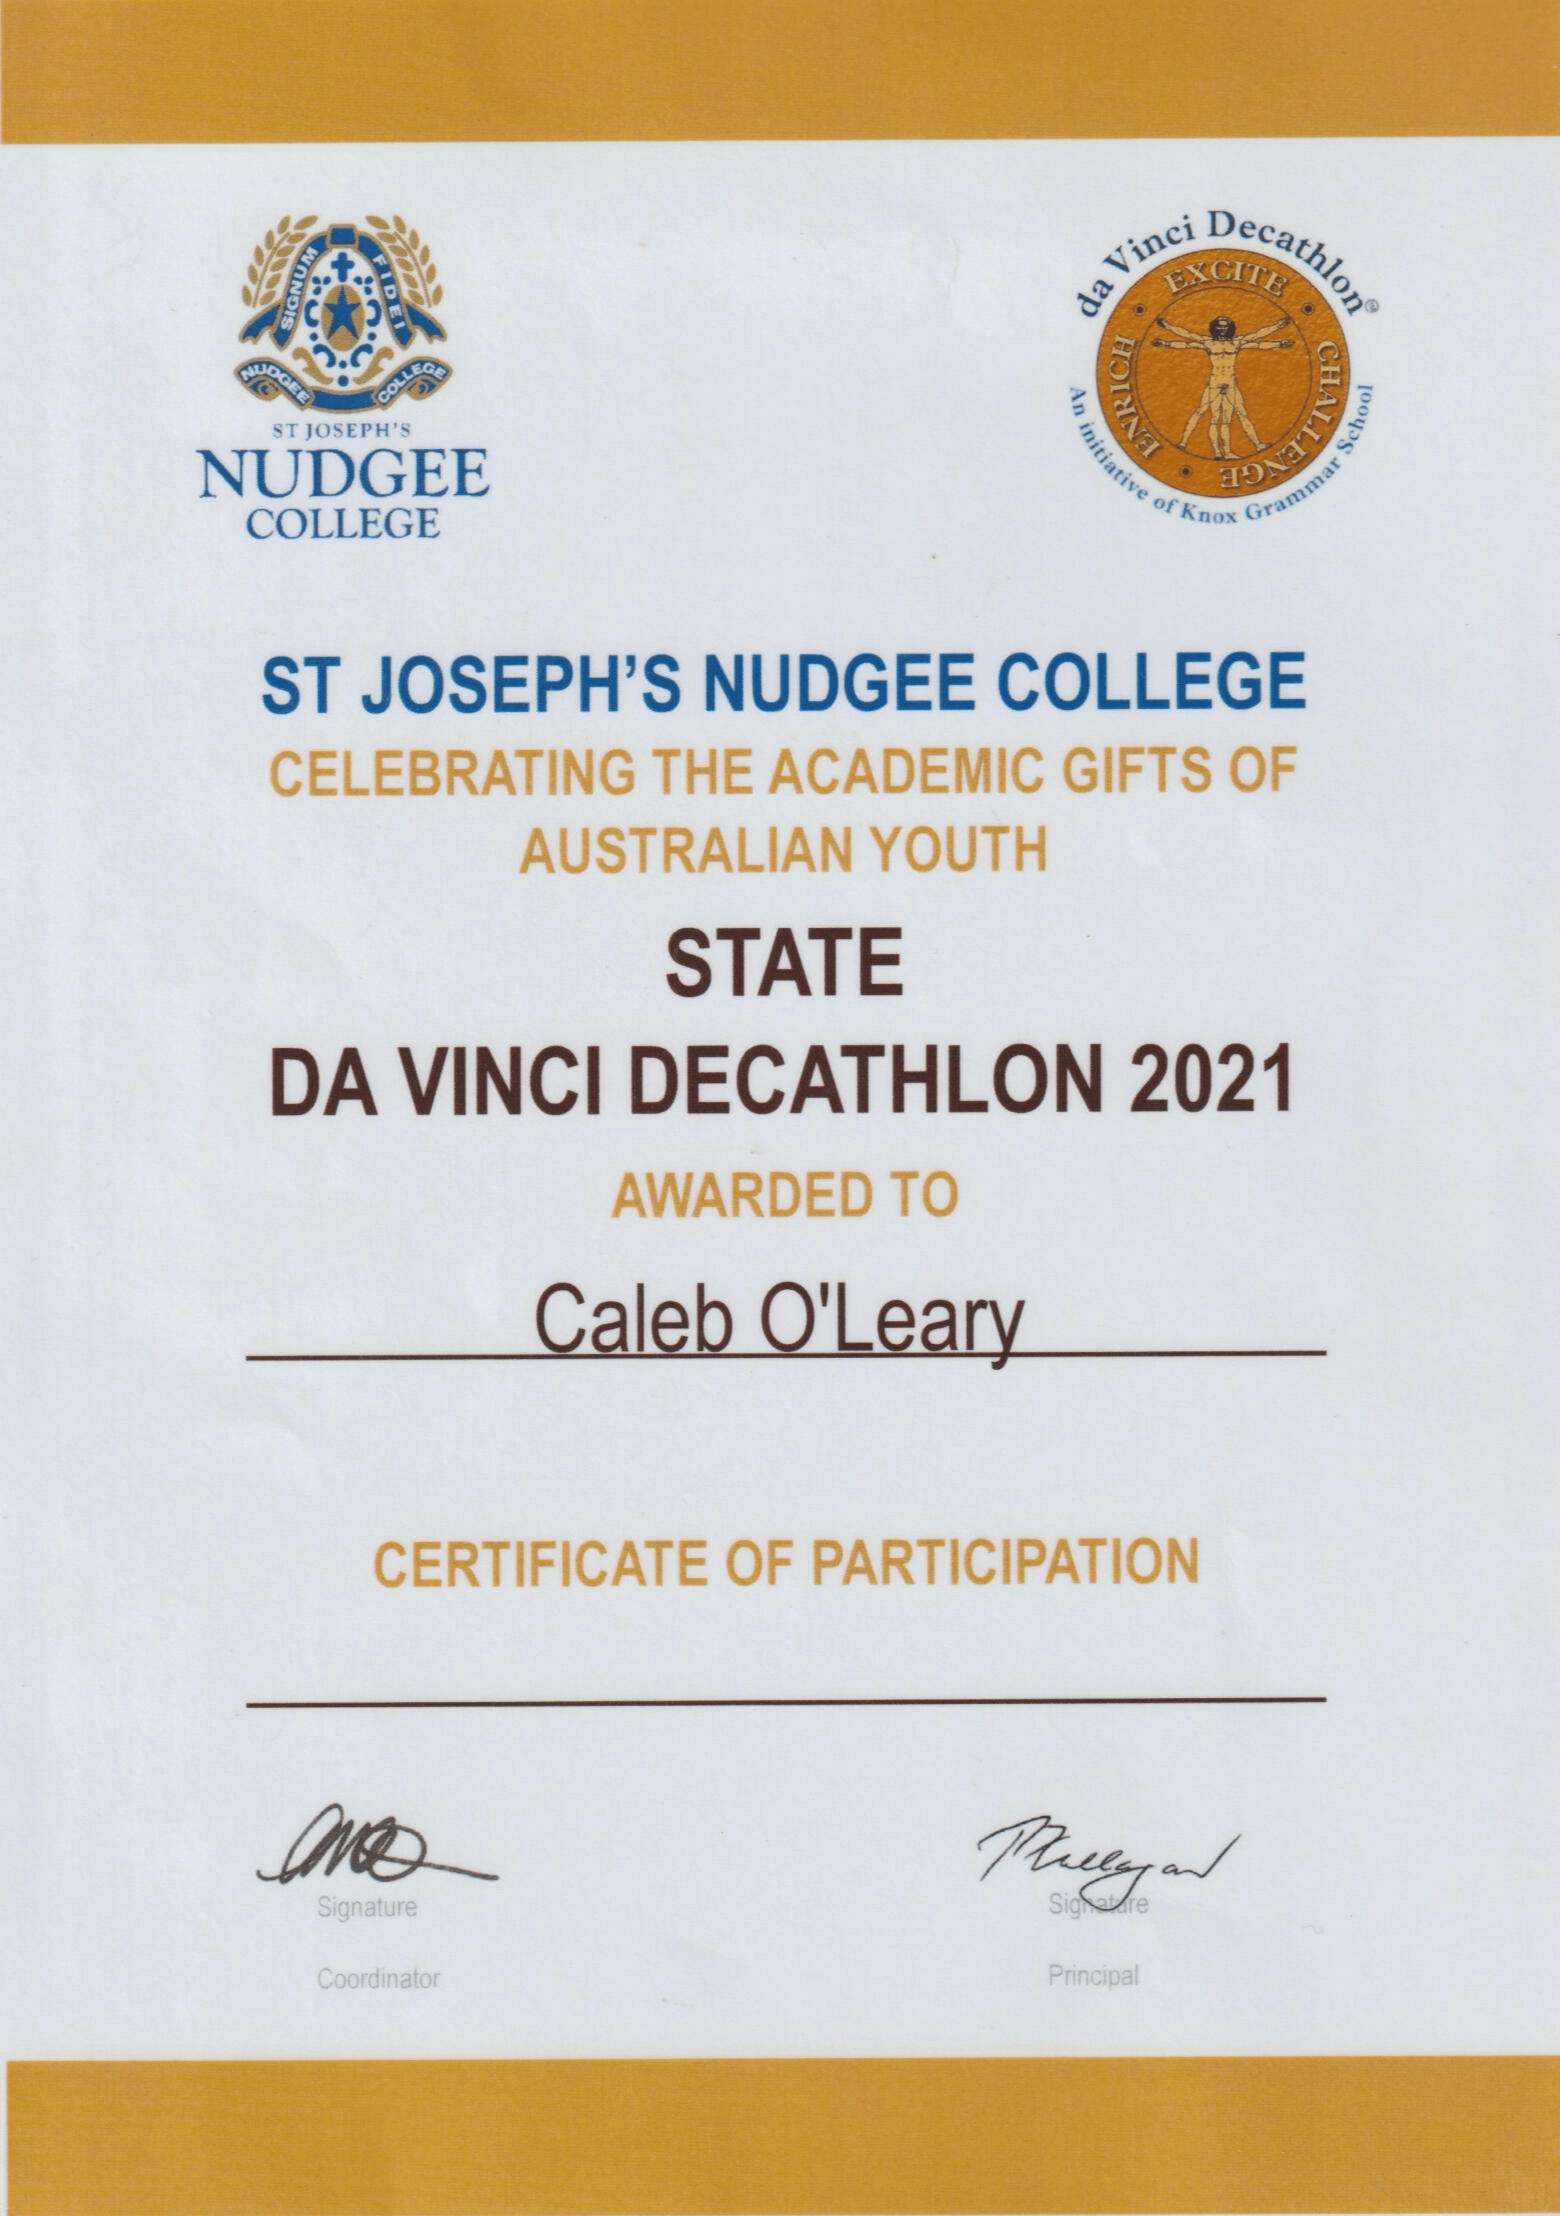 SIGNUM FIDEI
NUDGEE COLLEGE
ST JOSEPH'S
NUDGEE
COLLEGE
da Vinci Decathlon®
EXCITE
CHALLENGE
ENRICH
An initiative of Knox Grammar School
ST JOSEPH’S NUDGEE COLLEGE
CELEBRATING THE ACADEMIC GIFTS OF
AUSTRALIAN YOUTH
STATE
DA VINCI DECATHLON 2021
AWARDED TO
Caleb O'Leary
CERTIFICATE OF PARTICIPATION
Signature
Signature
Coordinator
Principal